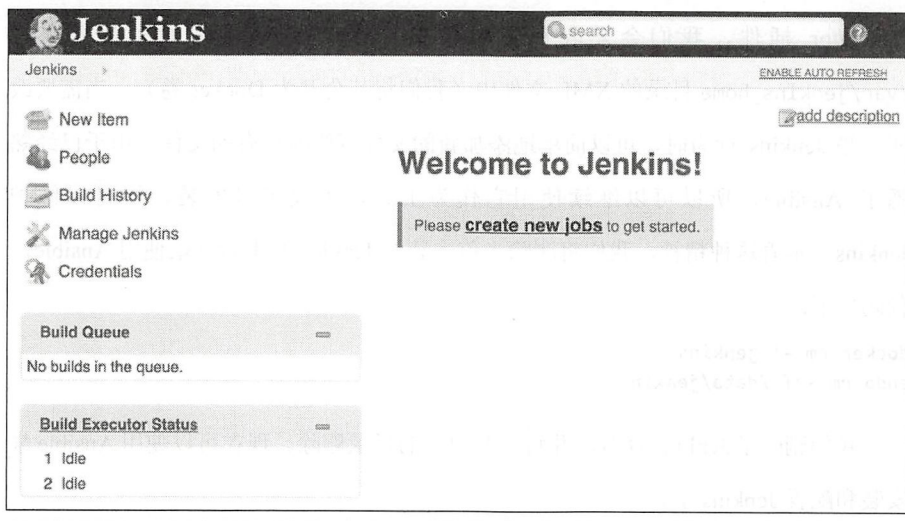 Jenkins
search
Jenkins
ENABLE AUTO REFRESH
New Item
People
Build History
Manage Jenkins
Credentials
add description
Welcome to Jenkins!
Please create new jobs to get started.
Build Queue
No builds in the queue.
Build Executor Status
1 Idle
2 Idle